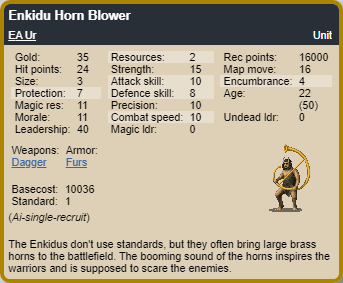 Enkidu Horn Blower
EA Ur Unit
Gold: 35 Resources: 2 Rec points: 16000
Hit points: 24 Strength: 15 Map move: 16
Size: 3 Attack skill: 10 Encumbrance: 4
Protection: 7 Defence skill: 8 Age: 22
Magic res: 11 Precision: 10 (50)
Morale: 11 Combat speed: 10 Undead ldr: 0
Leadership: 40 Magic ldr: 0
Weapons: Armor:
Dagger Furs
Basecost: 10036
Standard: 1
(Ai-single-recruit)
The Enkidus don't use standards, but they often bring large brass
horns to the battlefield. The booming sound of the horns inspires the
warriors and is supposed to scare the enemies.